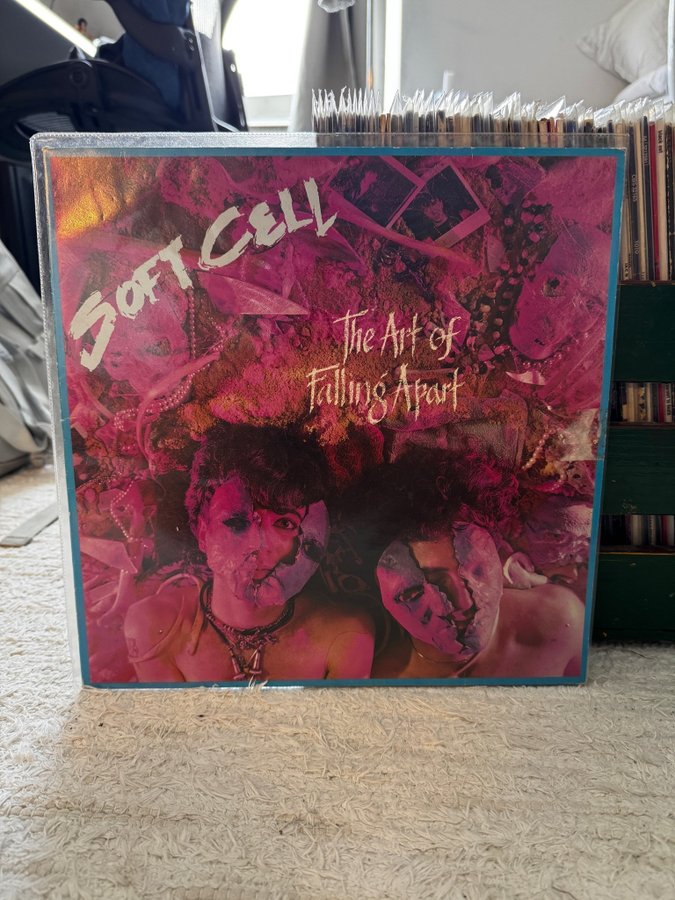 SOFT CELL
The Art of
Falling Apart